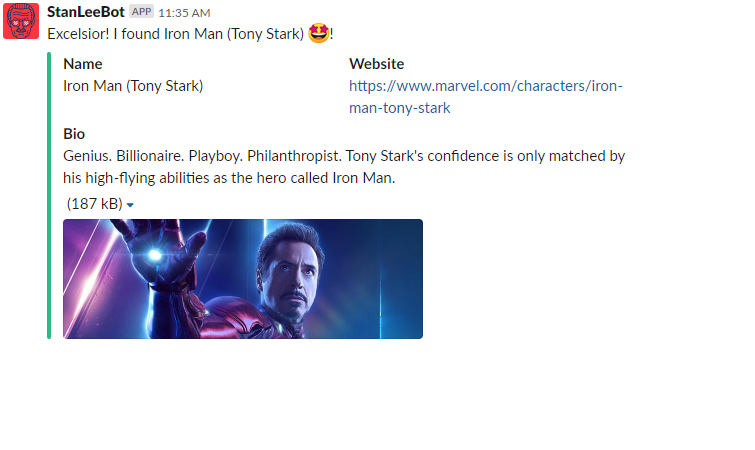 StanLeeBot APP 11:35 AM
Excelsior! I found Iron Man (Tony Stark) 🤩!
Name
Iron Man (Tony Stark)
Website
https://www.marvel.com/characters/iron-
man-tony-stark
Bio
Genius. Billionaire. Playboy. Philanthropist. Tony Stark's confidence is only matched by
his high-flying abilities as the hero called Iron Man.
(187 kB)